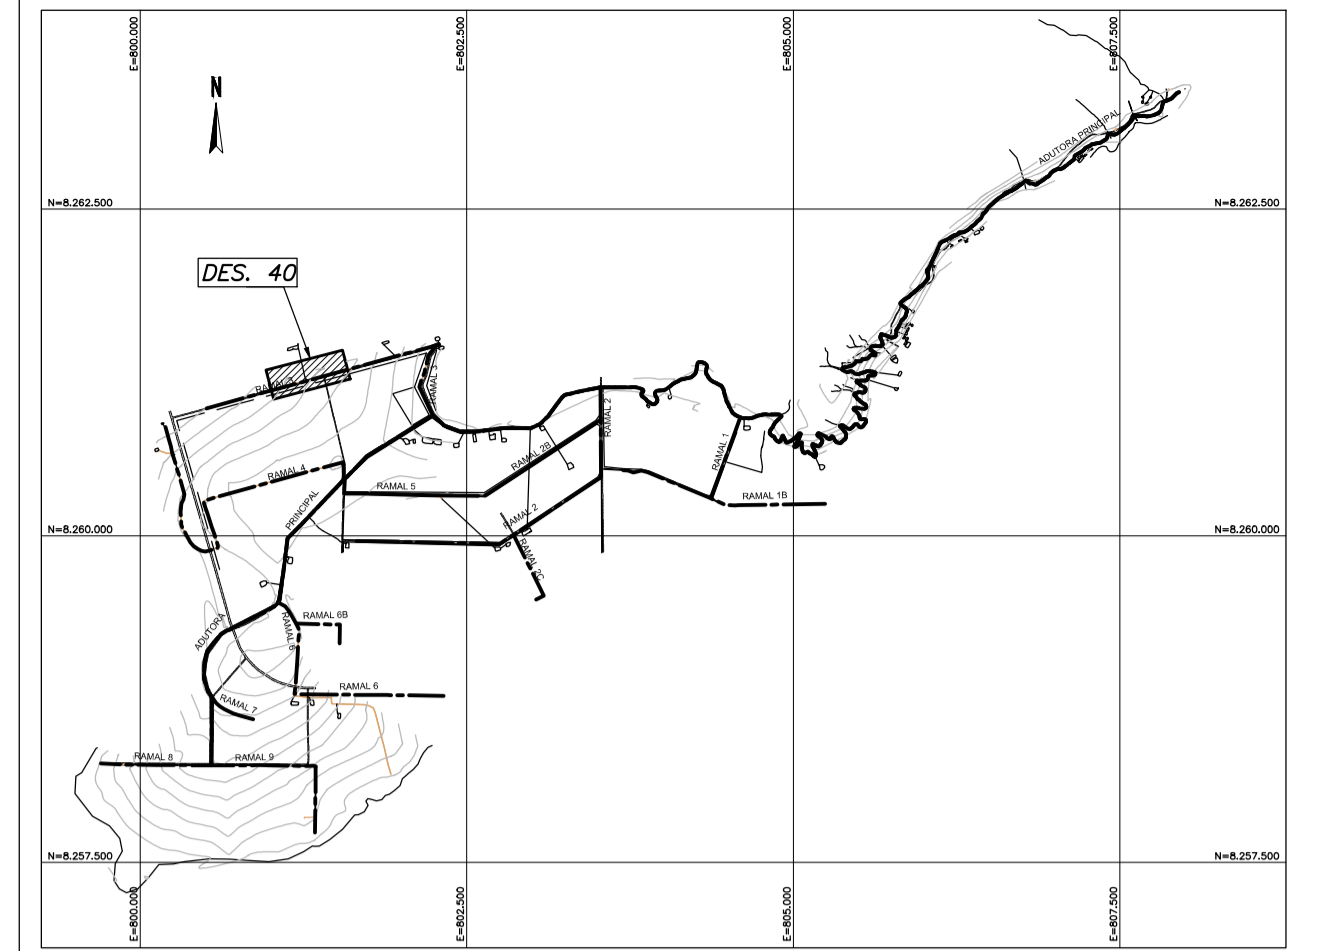 E=800.000
E=802.500
E=805.000
E=807.500
N
ADUTORA PRINCIPAL
N=8.262.500
N=8.262.500
DES. 40
RAMAL 3
RAMAL 3
RAMAL 2
RAMAL 1
RAMAL 2B
RAMAL 4
RAMAL 5
RAMAL 1B
PRINCIPAL
RAMAL 2
N=8.260.000
N=8.260.000
RAMAL 2C
RAMAL 6B
RAMAL 6
ADUTORA
RAMAL 6
RAMAL 7
RAMAL 8
RAMAL 9
N=8.257.500
N=8.257.500
E=800.000
E=802.500
E=805.000
E=807.500